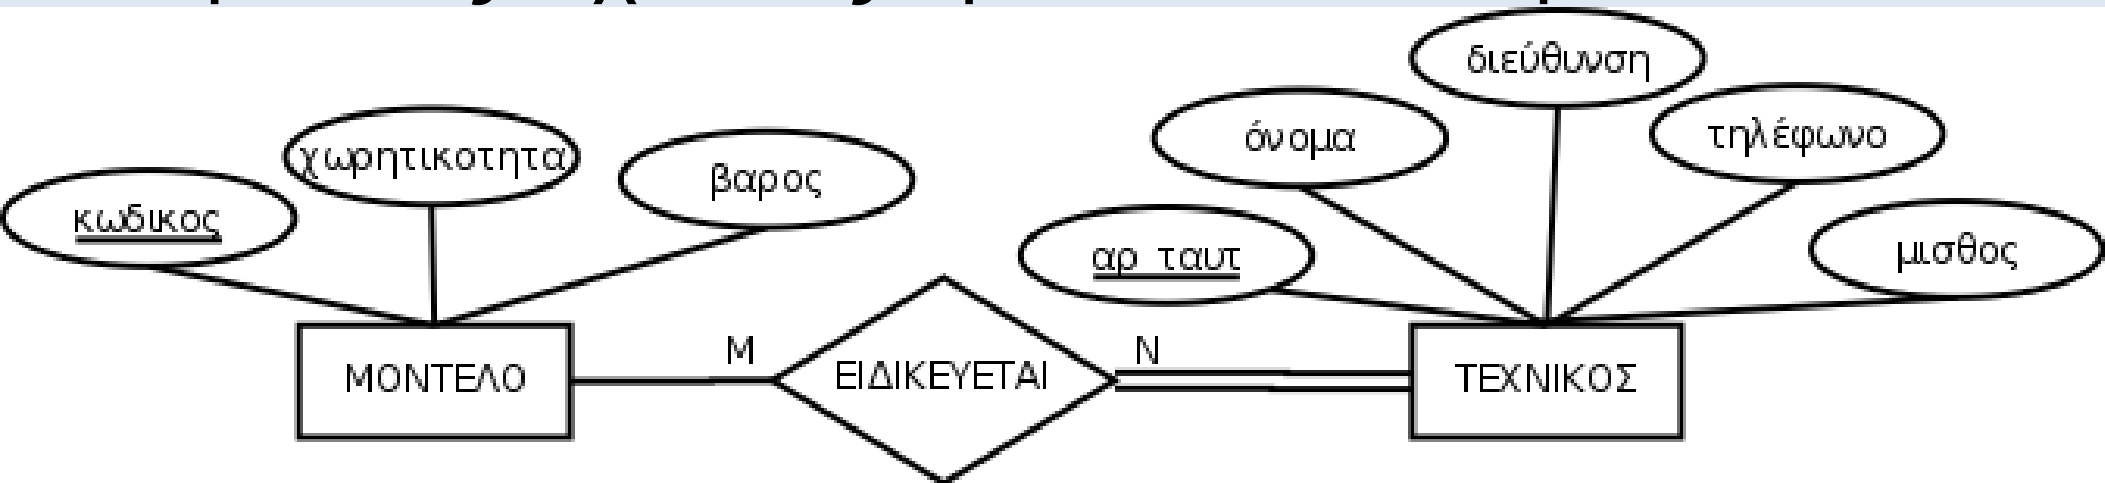 διεύθυνση
όνομα
τηλέφωνο
χωρητικοτητα
βαρος
κωδικος
αρ ταυτ
μισθος
M
N
ΜΟΝΤΕΛΟ
ΕΙΔΙΚΕΥΕΤΑΙ
ΤΕΧΝΙΚΟΣ